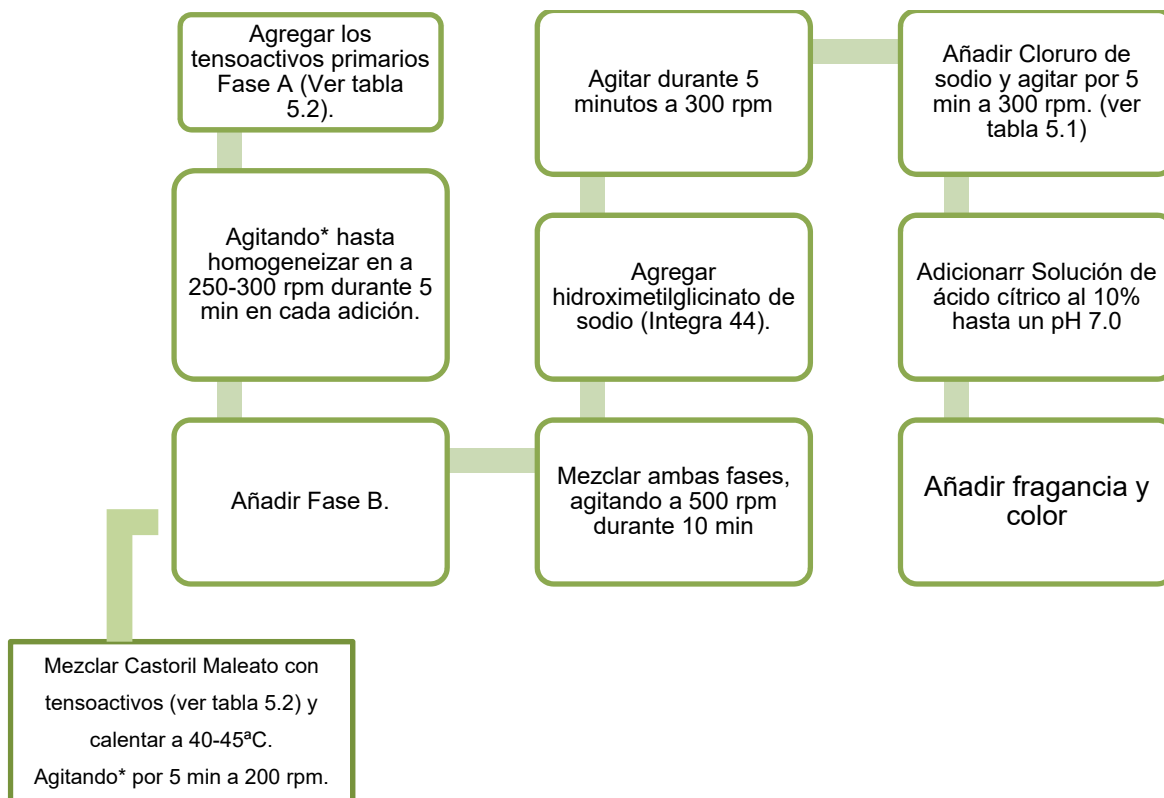 Agregar los
tensoactivos primarios
Fase A (Ver tabla
5.2).
Agitando* hasta
homogeneizar en a
250-300 rpm durante 5
min en cada adición.
Añadir Fase B.
Mezclar Castoril Maleato con
tensoactivos (ver tabla 5.2) y
calentar a 40-45ªC.
Agitando* por 5 min a 200 rpm.
Mezclar ambas fases,
agitando a 500 rpm
durante 10 min
Agregar
hidroximetilglicinato de
sodio (Integra 44).
Agitar durante 5
minutos a 300 rpm
Añadir Cloruro de
sodio y agitar por 5
min a 300 rpm. (ver
tabla 5.1)
Adicionarr Solución de
ácido cítrico al 10%
hasta un pH 7.0
Añadir fragancia y
color